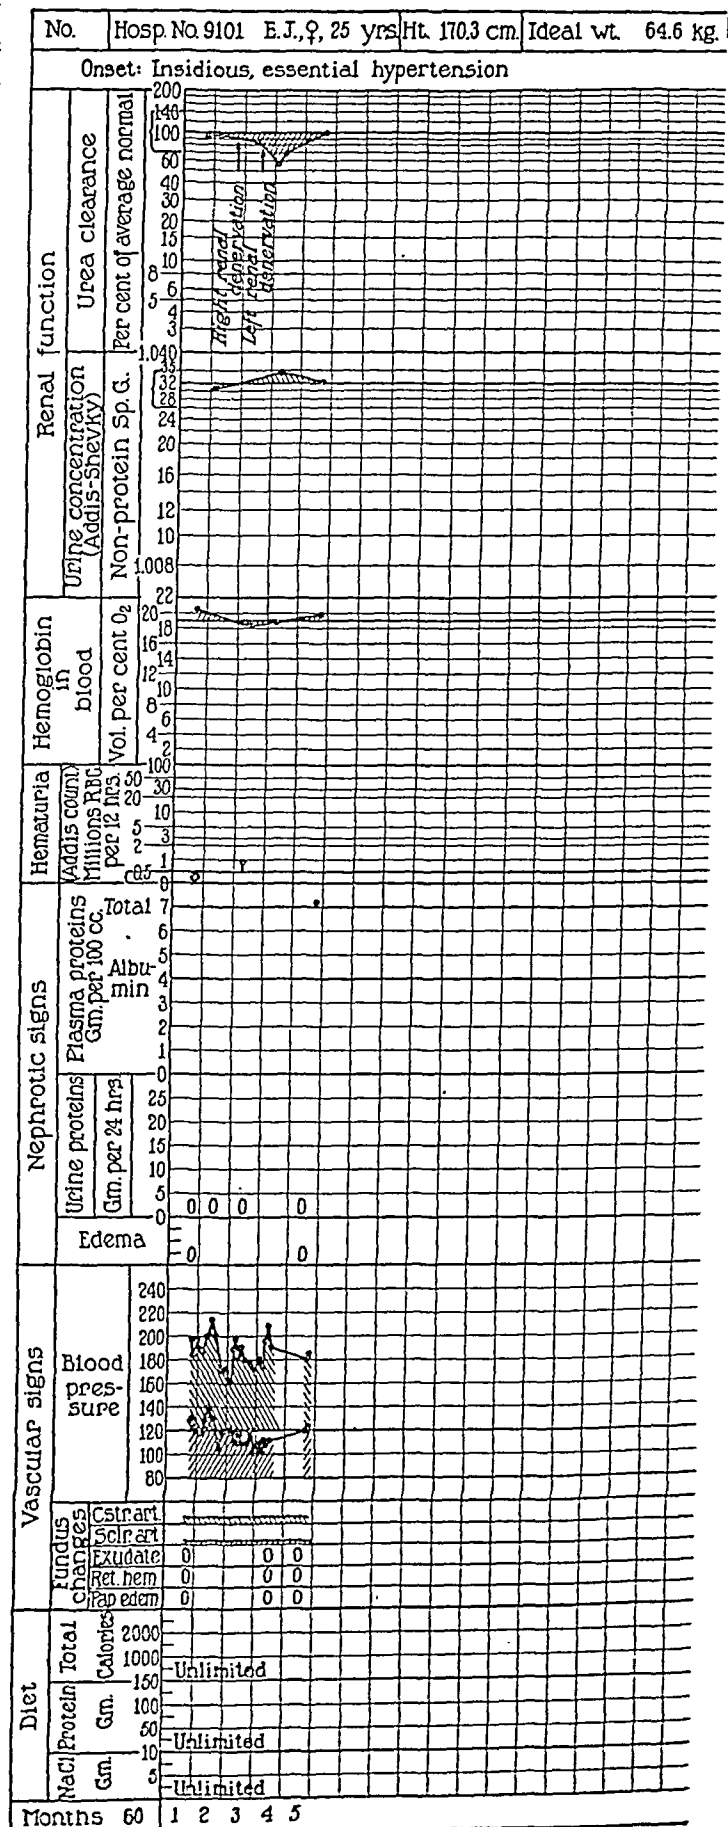 No. Hosp. No. 9101 E.J.,♀, 25 yrs. Ht. 170.3 cm. Ideal wt. 64.6 kg.
Onset: Insidious, essential hypertension
Renal function
Urea clearance
Per cent of average normal
200
140
100
60
40
30
20
15
10
8
6
5
4
3
Right renal
denervation
Left renal
denervation
Urine concentration
(Addis-Shevky)
Non-protein Sp.G.
1.040
35
32
28
24
20
16
12
10
1.008
Hemoglobin
in
blood
Vol. per cent O₂
22
20
18
16
14
12
10
8
6
4
2
Hematuria
(Addis count)
Millions RBC
per 12 hrs.
100
50
30
20
10
5
3
2
1
0.5
0
Nephrotic signs
Plasma proteins
Gm. per 100 cc.
Total 7
6
5
Albu-
min
4
3
2
1
0
Urine proteins
Gm. per 24 hrs.
25
20
15
10
5 0 0 0 0
0
Edema 0 0
Vascular signs
Blood
pres-
sure
240
220
200
180
160
140
120
100
80
Fundus
changes
Cstr. art.
Sclr. art
Exudate 0 0 0
Ret. hem 0 0 0
Pap edem 0 0 0
Diet
Total
Calories
2000
1000
Unlimited
Protein
Gm.
150
100
50
Unlimited
NaCl
Gm.
10
5
Unlimited
Months 60 1 2 3 4 5